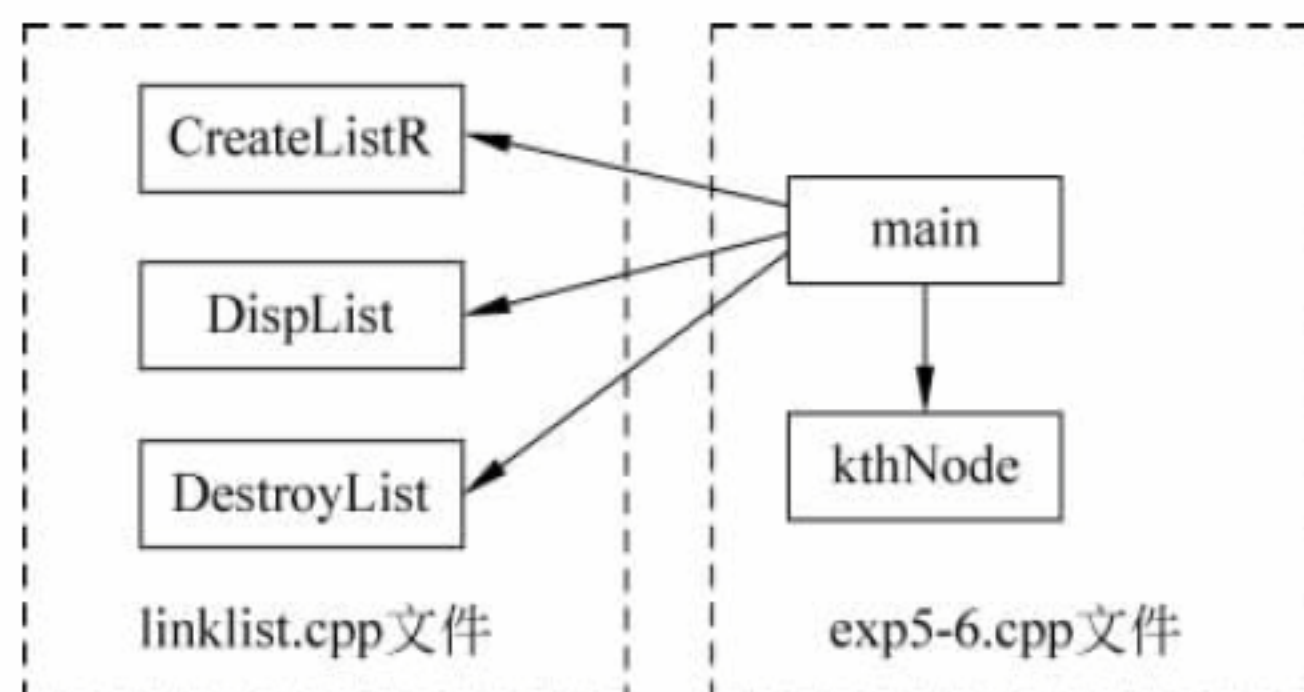 CreateListR
DispList
DestroyList
linklist.cpp文件
main
kthNode
exp5-6.cpp文件